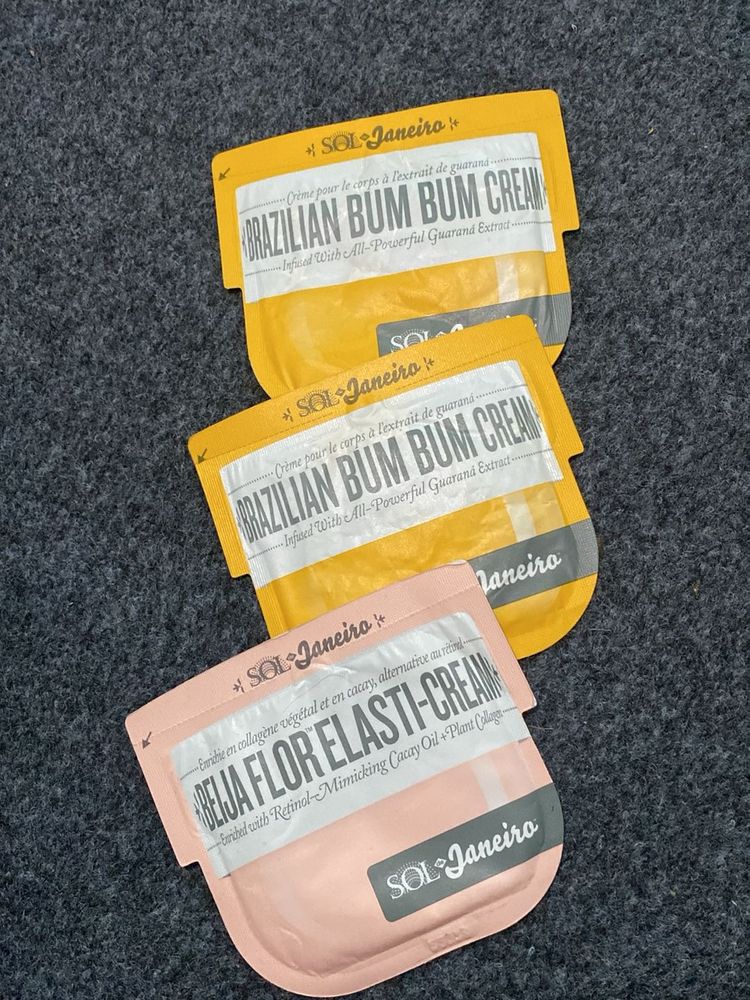 SOL Janeiro
Crème pour le corps à l'extrait de guaraná
BRAZILIAN BUM BUM CREAM
Infused With All-Powerful Guaraná Extract
SOL
SOL Janeiro
Crème pour le corps à l'extrait de guaraná
BRAZILIAN BUM BUM CREAM
Infused With All-Powerful Guaraná Extract
Janeiro
SOL Janeiro
Enrichie en collagène végétal et en cacay, alternative au rétinol
BEIJA FLOR™ ELASTI-CREAM
Enriched with Retinol-Mimicking Cacay Oil + Plant Collagen
SOL Janeiro